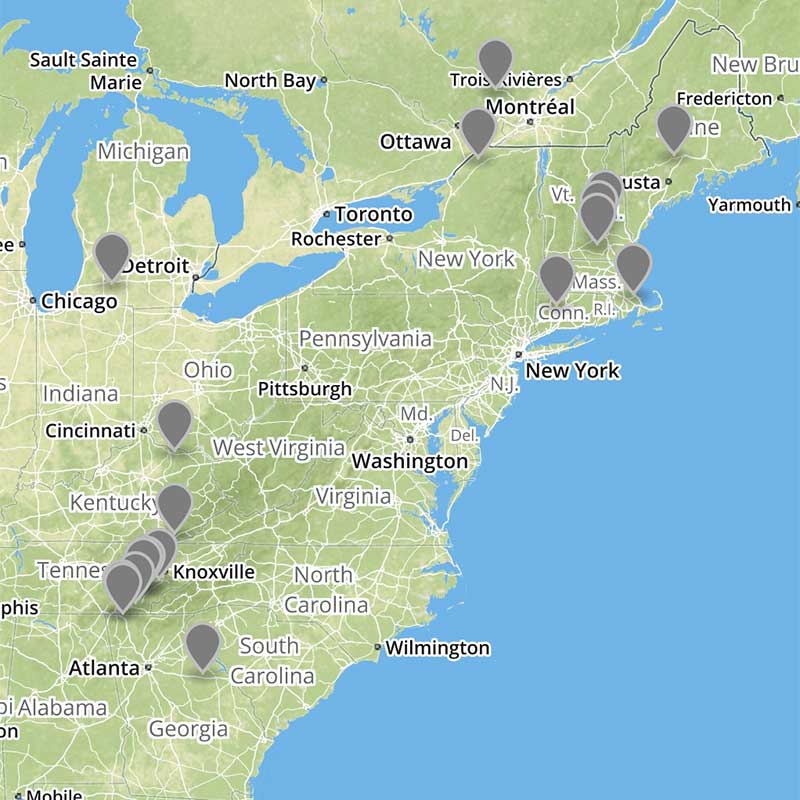 Sault Sainte
Marie
North Bay
Trois Rivières
New Bru
Fredericton
Montréal
Ottawa
ne
Michigan
usta
Vt.
Yarmouth
Toronto
Rochester
ee
Detroit
New York
Mass.
Chicago
Conn.
R.I.
Pennsylvania
Ohio
New York
Pittsburgh
N.J.
Indiana
Md.
Cincinnati
Del.
West Virginia
Washington
Kentucky
Virginia
Tennes
Knoxville
North
Carolina
phis
South
Carolina
Wilmington
Atlanta
Alabama
Georgia
on
Mobile